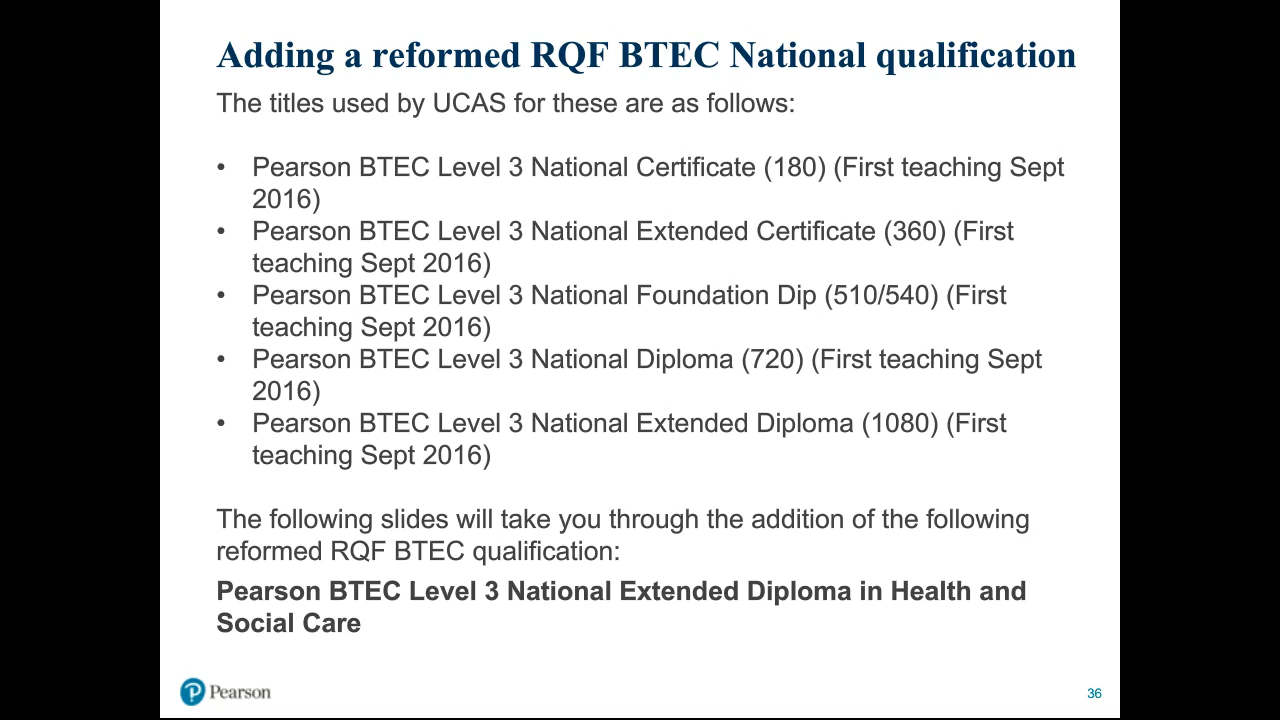 Adding a reformed RQF BTEC National qualification
The titles used by UCAS for these are as follows:
• Pearson BTEC Level 3 National Certificate (180) (First teaching Sept
2016)
• Pearson BTEC Level 3 National Extended Certificate (360) (First
teaching Sept 2016)
• Pearson BTEC Level 3 National Foundation Dip (510/540) (First
teaching Sept 2016)
• Pearson BTEC Level 3 National Diploma (720) (First teaching Sept
2016)
• Pearson BTEC Level 3 National Extended Diploma (1080) (First
teaching Sept 2016)
The following slides will take you through the addition of the following
reformed RQF BTEC qualification:
Pearson BTEC Level 3 National Extended Diploma in Health and
Social Care
Pearson
36